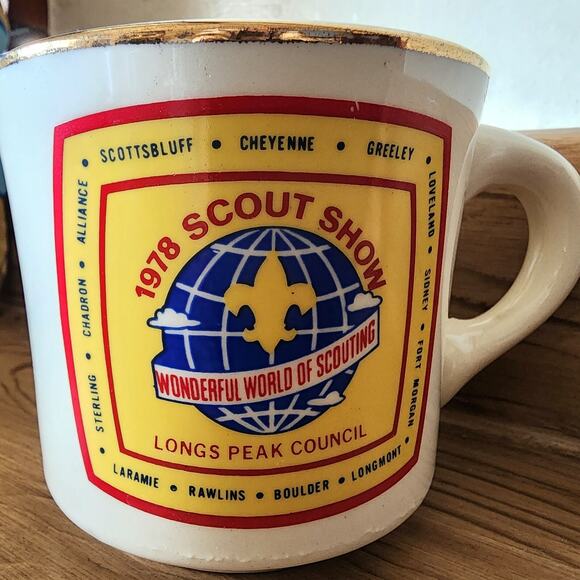 SCOTTSBLUFF • CHEYENNE • GREELEY •
LOVELAND • SIDNEY • FORT MORGAN •
LONGMONT • BOULDER • RAWLINS • LARAMIE •
STERLING • CHADRON • ALLIANCE •
1978 SCOUT SHOW
WONDERFUL WORLD OF SCOUTING
LONGS PEAK COUNCIL